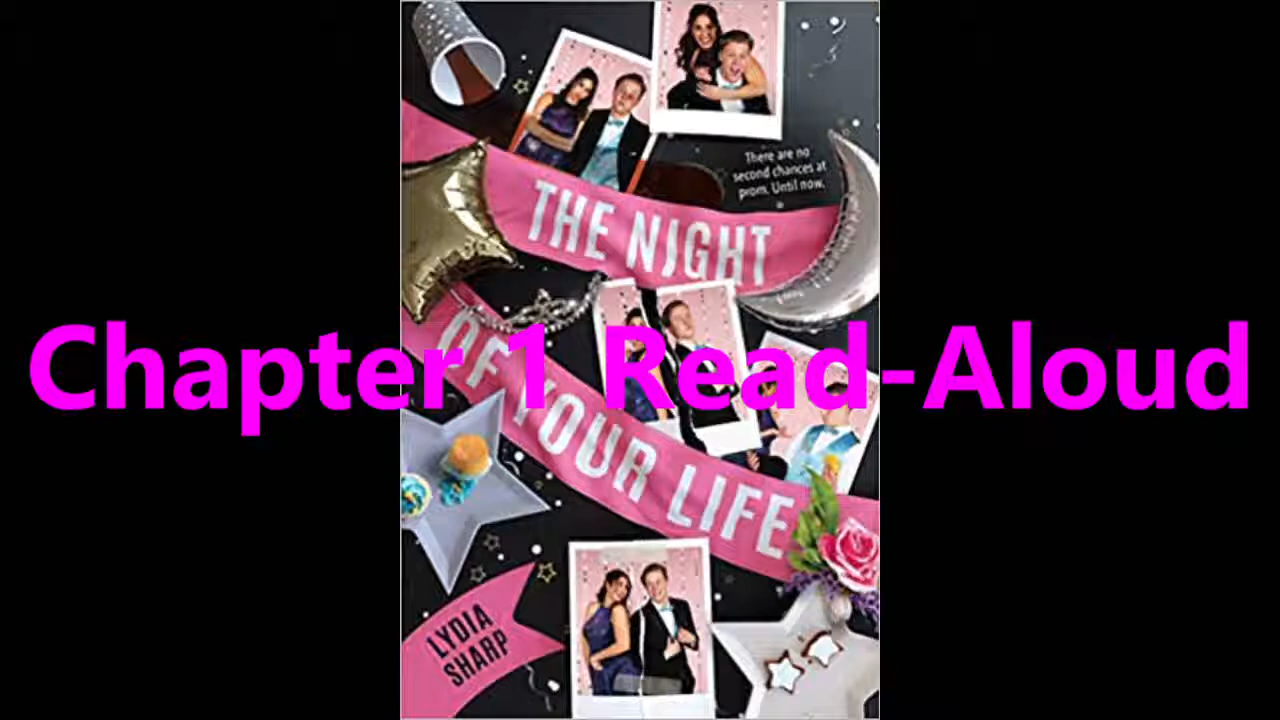 There are no
second chances at
prom. Until now.
THE NIGHT
OF YOUR LIFE
Chapter 1 Read-Aloud
LYDIA
SHARP